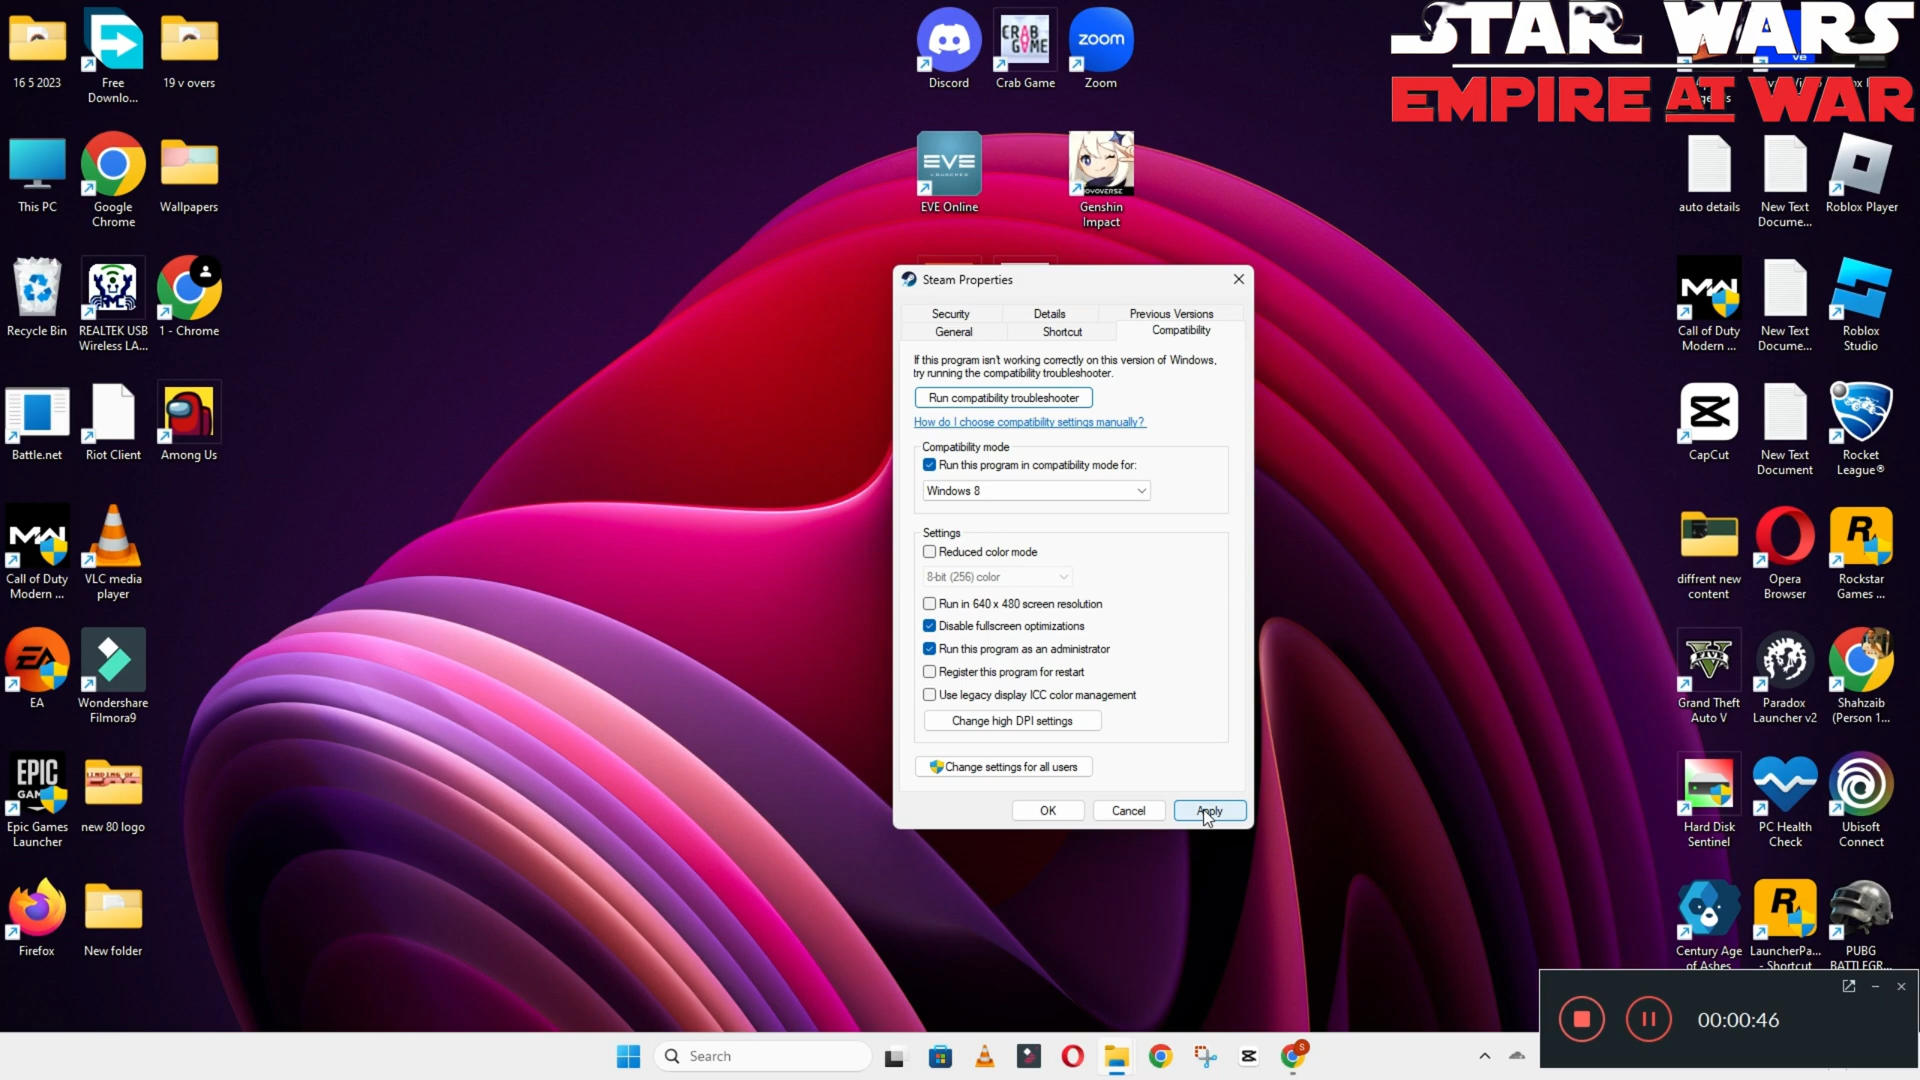 16 5 2023
Free
Downlo...
19 v overs
This PC
Google
Chrome
Wallpapers
Recycle Bin
REALTEK USB
Wireless LA...
1 - Chrome
Battle.net
Riot Client
Among Us
Call of Duty
Modern ...
VLC media
player
EA
Wondershare
Filmora9
EPIC
Epic Games
Launcher
new 80 logo
Firefox
New folder
Discord
CRAB
GAME
Crab Game
zoom
Zoom
EVE
EVE Online
Genshin
Impact
STAR WARS
EMPIRE AT WAR
auto details
New Text
Docume...
Roblox Player
Call of Duty
Modern ...
New Text
Docume...
Roblox
Studio
CapCut
New Text
Document
Rocket
League®
diffrent new
content
Opera
Browser
Rockstar
Games ...
Grand Theft
Auto V
Paradox
Launcher v2
Shahzaib
(Person 1...
Hard Disk
Sentinel
PC Health
Check
Ubisoft
Connect
Century Age
of Ashes
LauncherPa...
- Shortcut
PUBG
BATTLEGR...
Steam Properties
Security
Details
Previous Versions
General
Shortcut
Compatibility
If this program isn't working correctly on this version of Windows,
try running the compatibility troubleshooter.
Run compatibility troubleshooter
How do I choose compatibility settings manually?
Compatibility mode
Run this program in compatibility mode for:
Windows 8
Settings
Reduced color mode
8-bit (256) color
Run in 640 x 480 screen resolution
Disable fullscreen optimizations
Run this program as an administrator
Register this program for restart
Use legacy display ICC color management
Change high DPI settings
Change settings for all users
OK
Cancel
Apply
00:00:46
Search